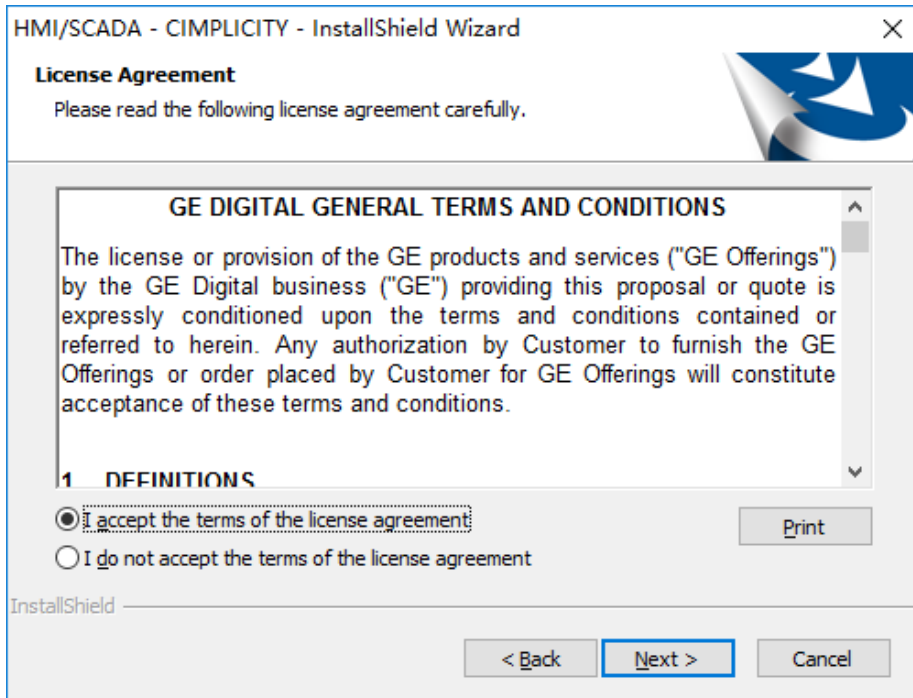 HMI/SCADA - CIMPLICITY - InstallShield Wizard
License Agreement
Please read the following license agreement carefully.
GE DIGITAL GENERAL TERMS AND CONDITIONS
The license or provision of the GE products and services ("GE Offerings")
by the GE Digital business ("GE") providing this proposal or quote is
expressly conditioned upon the terms and conditions contained or
referred to herein. Any authorization by Customer to furnish the GE
Offerings or order placed by Customer for GE Offerings will constitute
acceptance of these terms and conditions.
1 DEFINITIONS
I accept the terms of the license agreement
Print
I do not accept the terms of the license agreement
InstallShield
< Back Next > Cancel